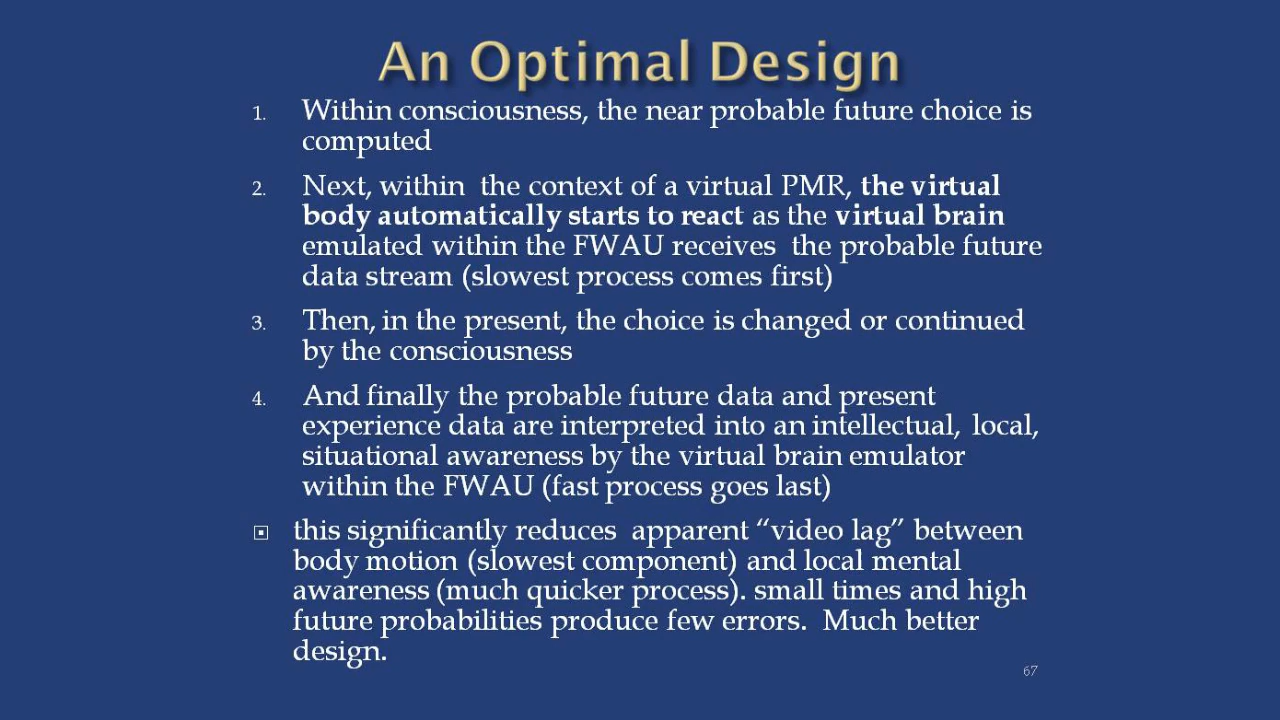 An Optimal Design
1. Within consciousness, the near probable future choice is
computed
2. Next, within the context of a virtual PMR, the virtual
body automatically starts to react as the virtual brain
emulated within the FWAU receives the probable future
data stream (slowest process comes first)
3. Then, in the present, the choice is changed or continued
by the consciousness
4. And finally the probable future data and present
experience data are interpreted into an intellectual, local,
situational awareness by the virtual brain emulator
within the FWAU (fast process goes last)
this significantly reduces apparent “video lag” between
body motion (slowest component) and local mental
awareness (much quicker process). small times and high
future probabilities produce few errors. Much better
design.
67